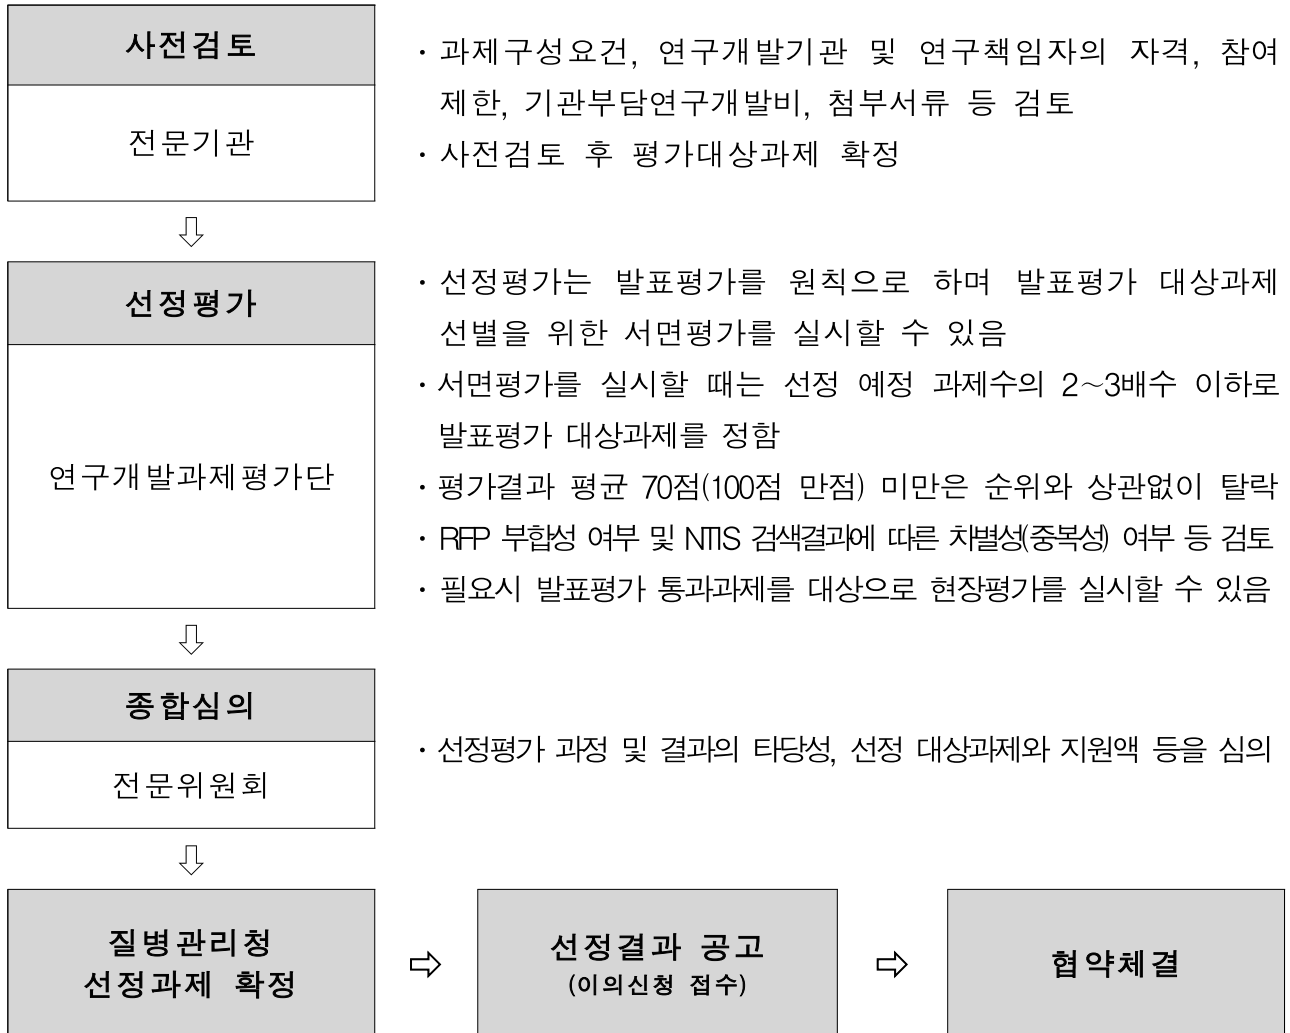 사전검토
전문기관
· 과제구성요건, 연구개발기관 및 연구책임자의 자격, 참여
제한, 기관부담연구개발비, 첨부서류 등 검토
· 사전검토 후 평가대상과제 확정
⇩
선정평가
연구개발과제평가단
· 선정평가는 발표평가를 원칙으로 하며 발표평가 대상과제
선별을 위한 서면평가를 실시할 수 있음
· 서면평가를 실시할 때는 선정 예정 과제수의 2~3배수 이하로
발표평가 대상과제를 정함
· 평가결과 평균 70점(100점 만점) 미만은 순위와 상관없이 탈락
· RFP 부합성 여부 및 NTIS 검색결과에 따른 차별성(중복성) 여부 등 검토
· 필요시 발표평가 통과과제를 대상으로 현장평가를 실시할 수 있음
⇩
종합심의
전문위원회
· 선정평가 과정 및 결과의 타당성, 선정 대상과제와 지원액 등을 심의
⇩
질병관리청
선정과제 확정
⇨
선정결과 공고
(이의신청 접수)
⇨
협약체결